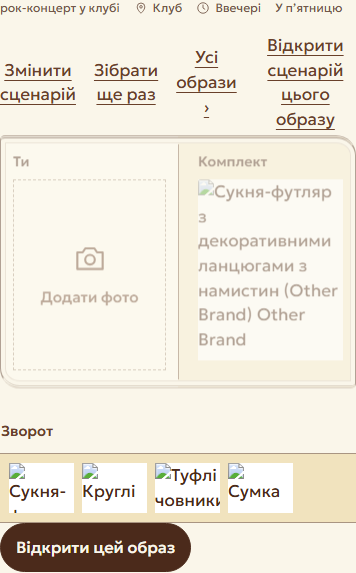 рок-концерт у клубі Клуб Ввечері У п’ятницю
Змінити сценарій
Зібрати ще раз
Усі образи ›
Відкрити сценарій цього образу
Ти
Комплект
Додати фото
Сукня-футляр
з
декоративними
ланцюгами з
намистин (Other
Brand) Other
Brand
Зворот
Сукня-
Круглі
Туфлі
човники
Сумка
Відкрити цей образ